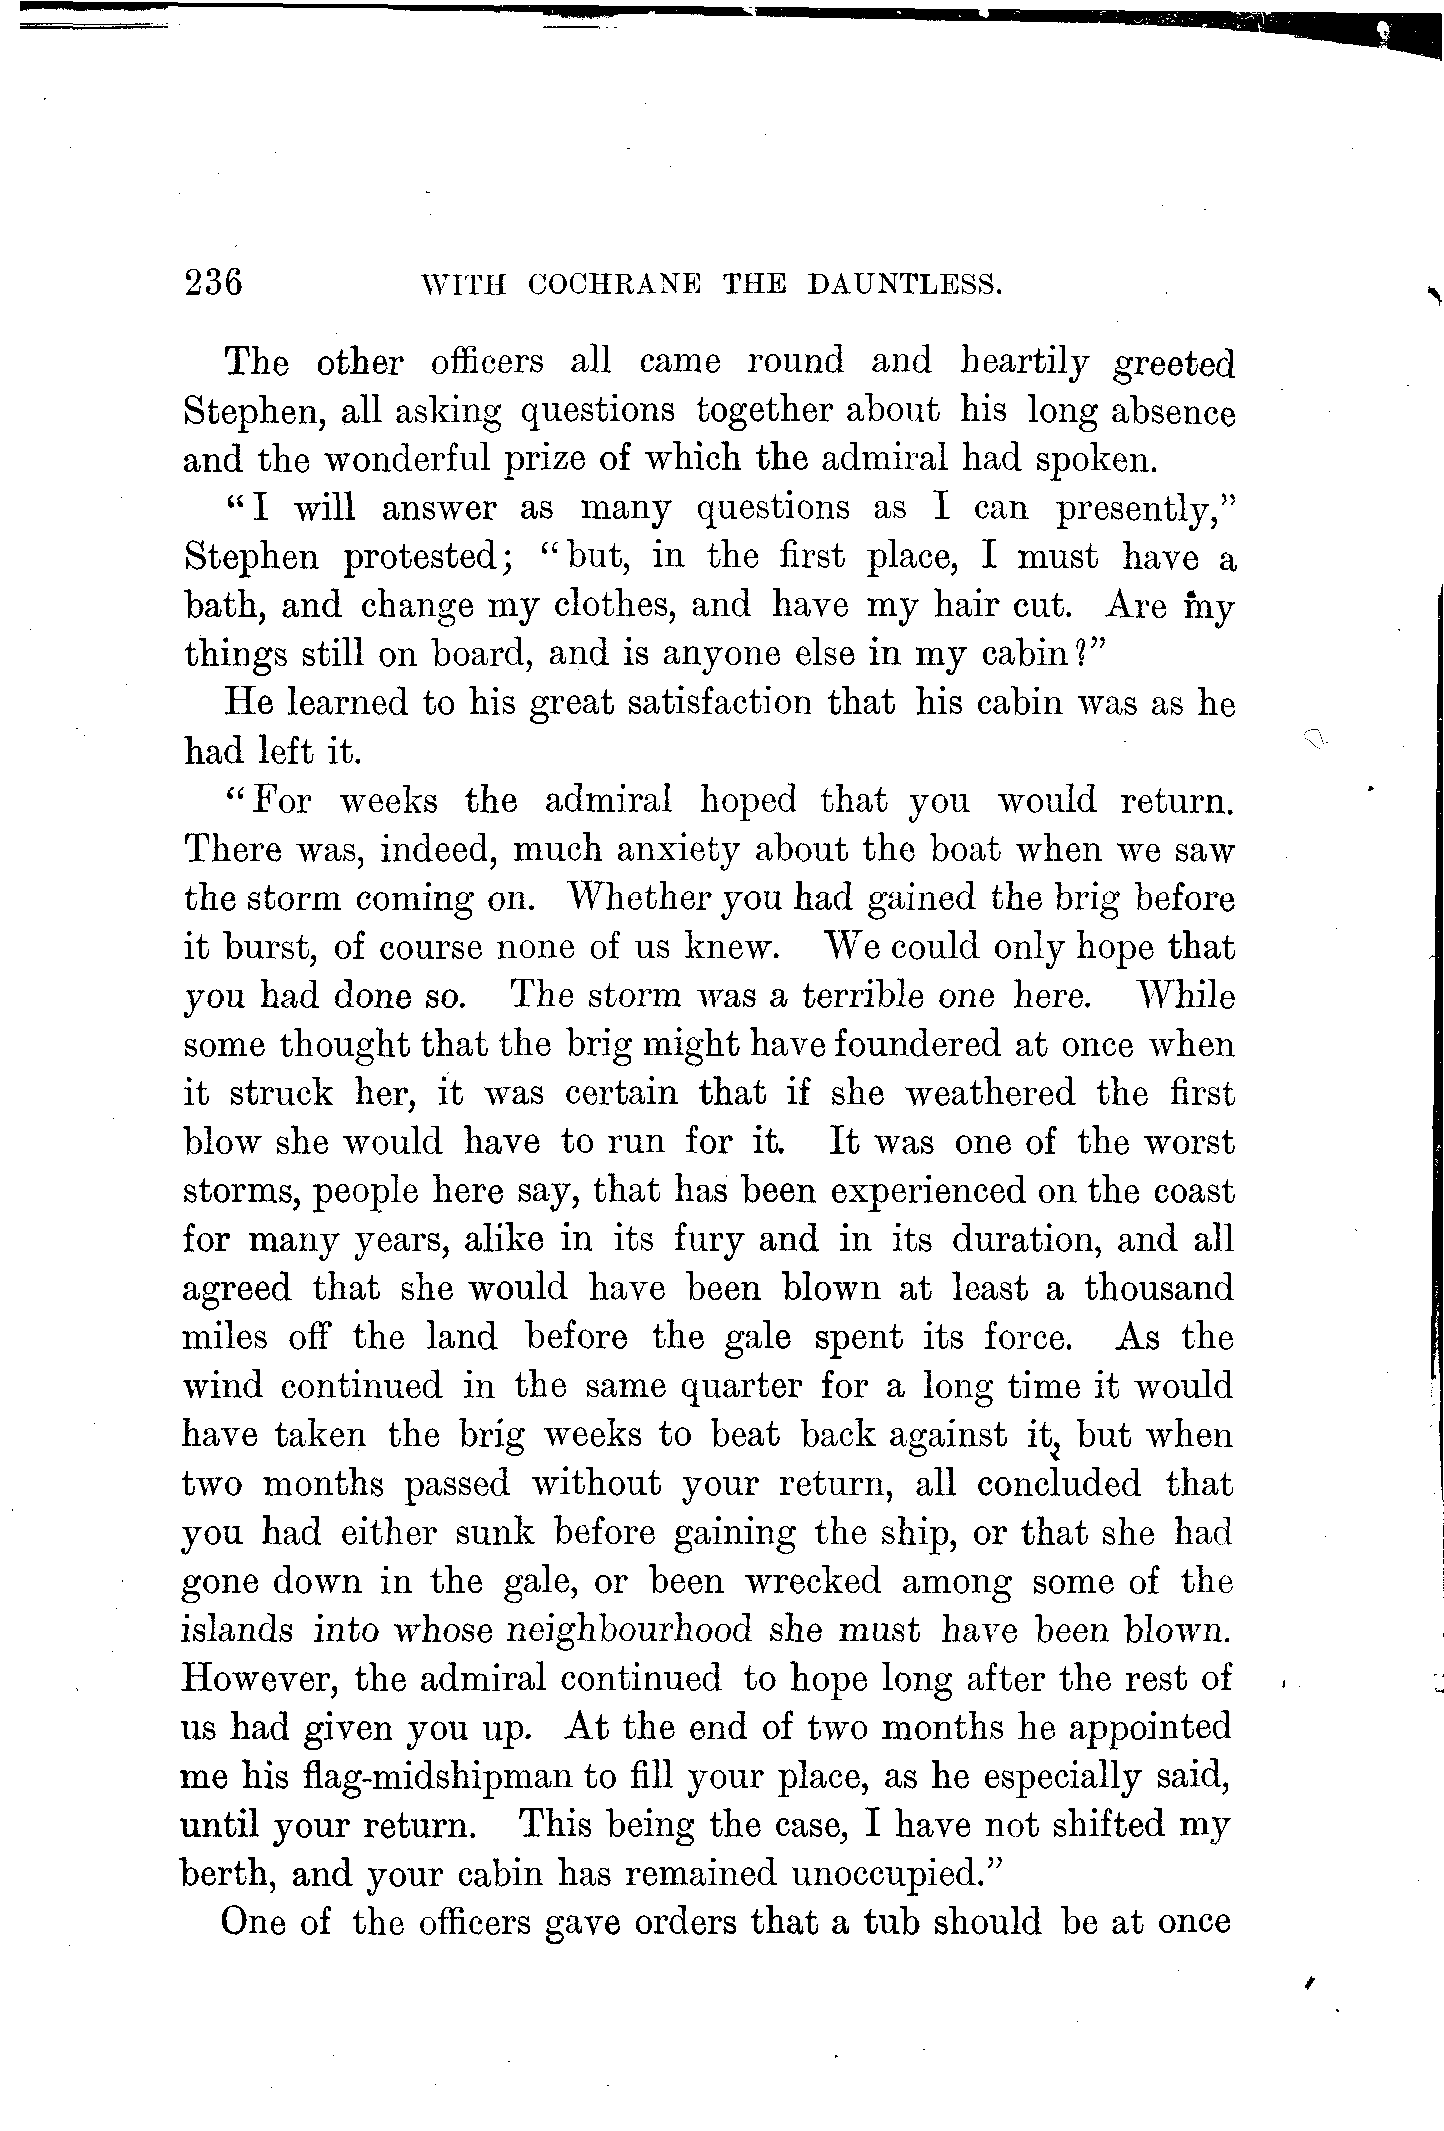 236 WITH COCHRANE THE DAUNTLESS.
The other officers all came round and heartily greeted
Stephen, all asking questions together about his long absence
and the wonderful prize of which the admiral had spoken.
“I will answer as many questions as I can presently,”
Stephen protested; “but, in the first place, I must have a
bath, and change my clothes, and have my hair cut. Are my
things still on board, and is anyone else in my cabin?”
He learned to his great satisfaction that his cabin was as he
had left it.
“For weeks the admiral hoped that you would return.
There was, indeed, much anxiety about the boat when we saw
the storm coming on. Whether you had gained the brig before
it burst, of course none of us knew. We could only hope that
you had done so. The storm was a terrible one here. While
some thought that the brig might have foundered at once when
it struck her, it was certain that if she weathered the first
blow she would have to run for it. It was one of the worst
storms, people here say, that has been experienced on the coast
for many years, alike in its fury and in its duration, and all
agreed that she would have been blown at least a thousand
miles off the land before the gale spent its force. As the
wind continued in the same quarter for a long time it would
have taken the brig weeks to beat back against it, but when
two months passed without your return, all concluded that
you had either sunk before gaining the ship, or that she had
gone down in the gale, or been wrecked among some of the
islands into whose neighbourhood she must have been blown.
However, the admiral continued to hope long after the rest of
us had given you up. At the end of two months he appointed
me his flag-midshipman to fill your place, as he especially said,
until your return. This being the case, I have not shifted my
berth, and your cabin has remained unoccupied.”
One of the officers gave orders that a tub should be at once